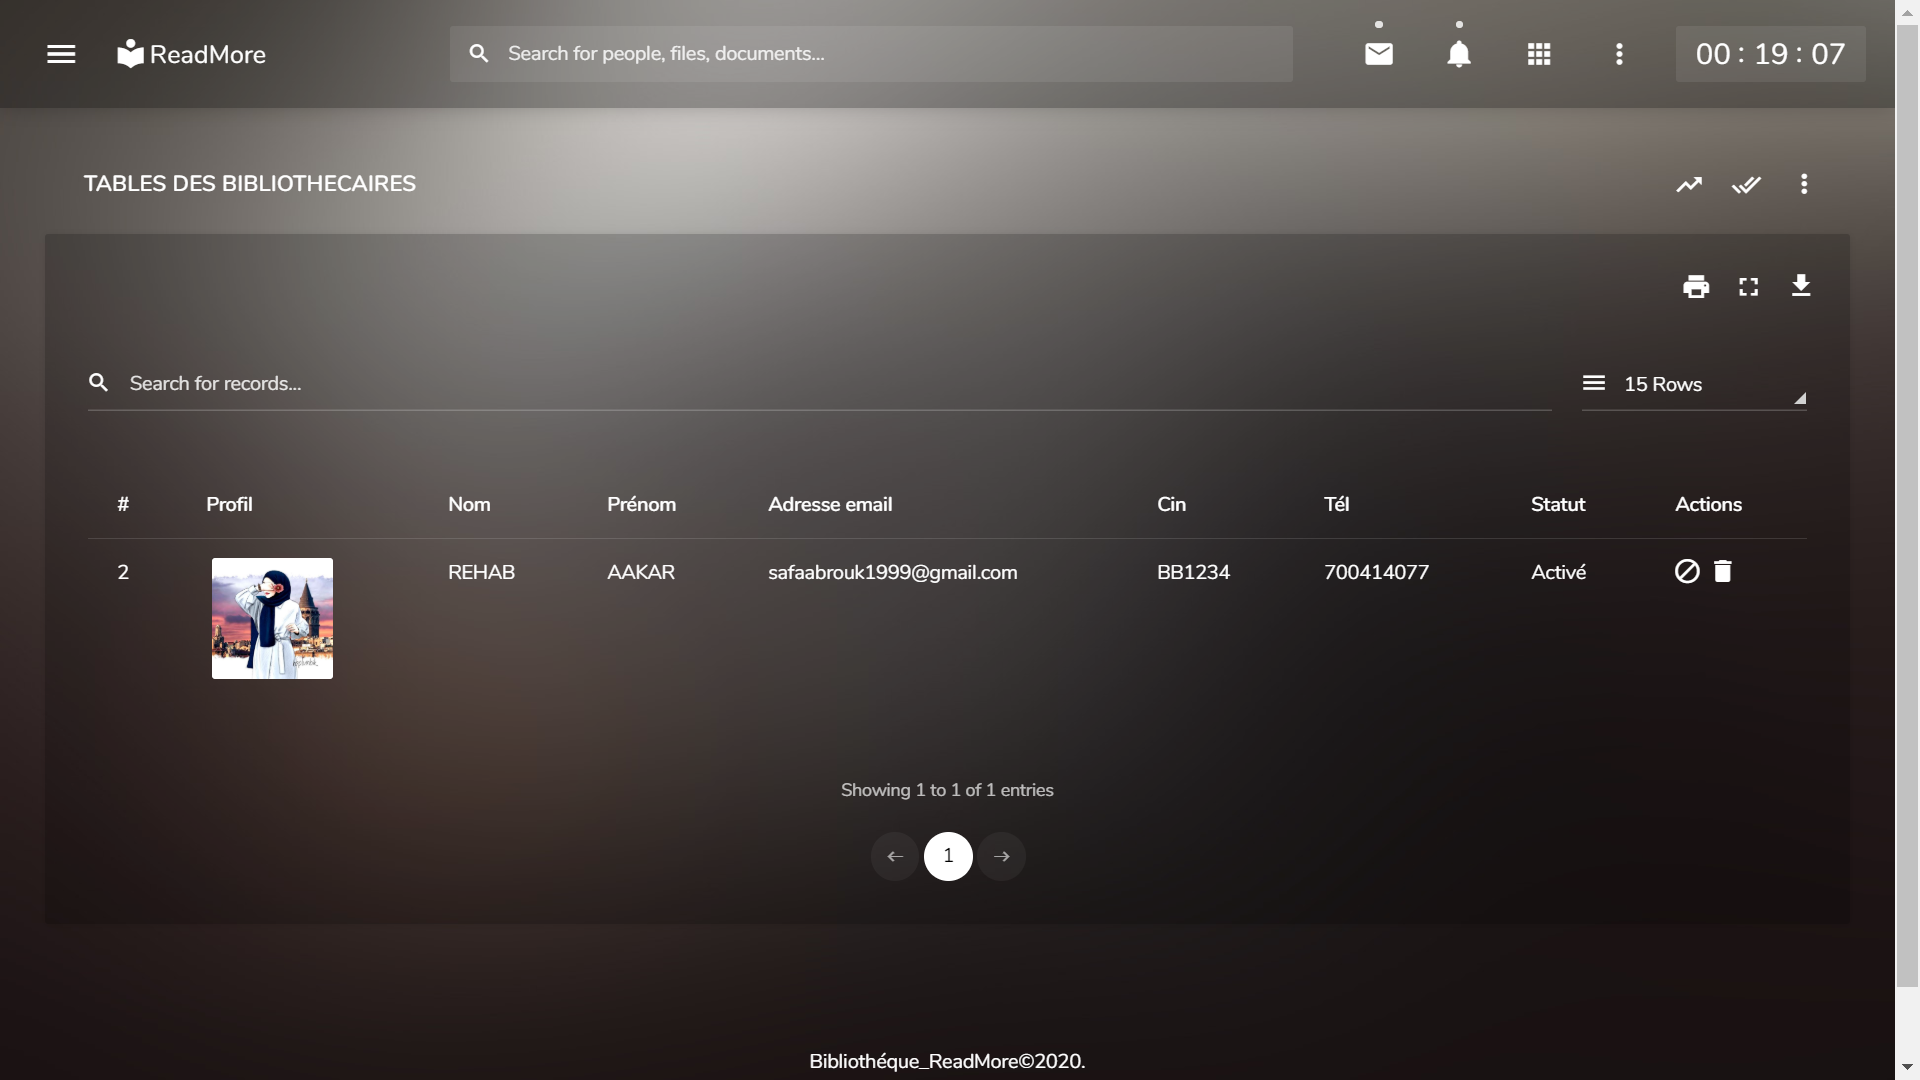 ReadMore
Search for people, files, documents...
00 : 19 : 07
TABLES DES BIBLIOTHECAIRES
Search for records...
15 Rows
# Profil Nom Prénom Adresse email Cin Tél Statut Actions
2 REHAB AAKAR safaabrouk1999@gmail.com BB1234 700414077 Activé
Showing 1 to 1 of 1 entries
1
Bibliothéque_ReadMore©2020.